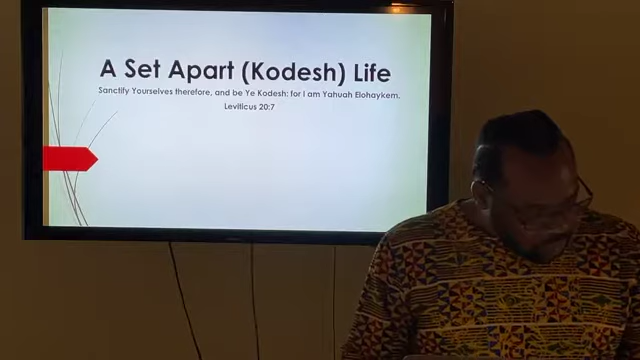 A Set Apart (Kodesh) Life
Sanctify Yourselves therefore, and be Ye Kodesh: for I am Yahuah Elohaykem.
Leviticus 20:7